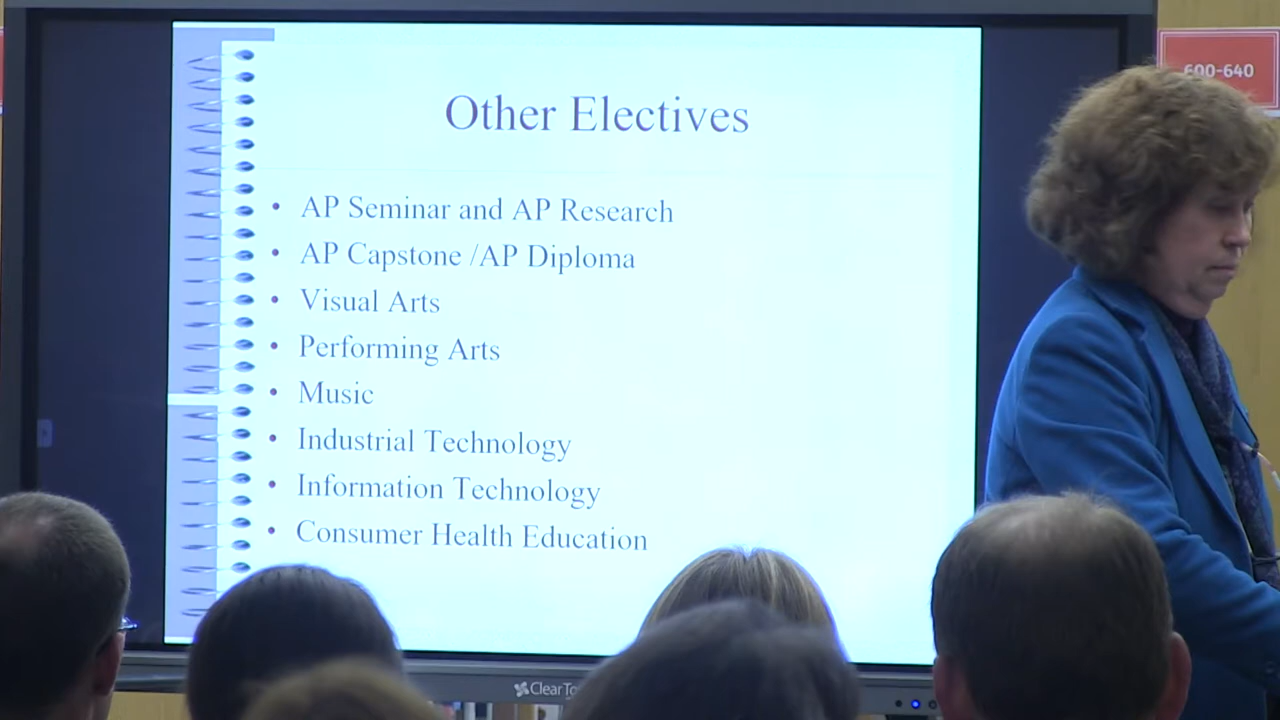 600-640
Other Electives
• AP Seminar and AP Research
• AP Capstone /AP Diploma
• Visual Arts
• Performing Arts
• Music
• Industrial Technology
• Information Technology
• Consumer Health Education